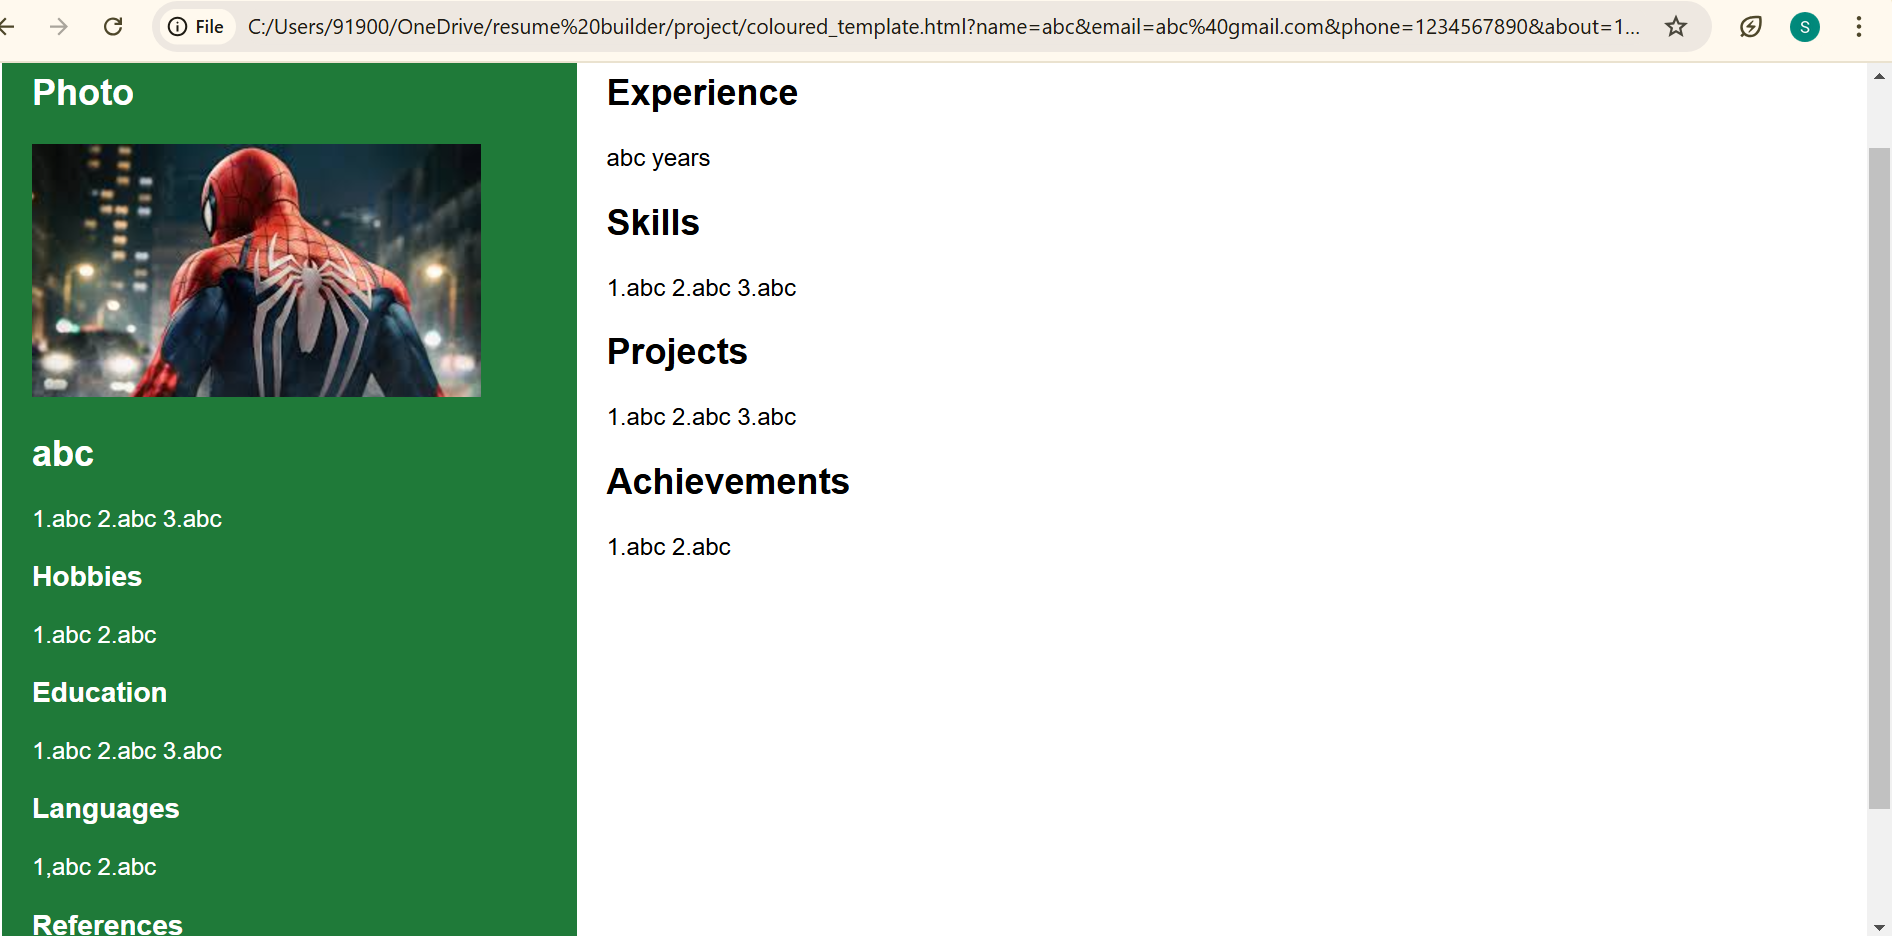 File
C:/Users/91900/OneDrive/resume%20builder/project/coloured_template.html?name=abc&email=abc%40gmail.com&phone=1234567890&about=1...
S
Photo
abc
1.abc 2.abc 3.abc
Hobbies
1.abc 2.abc
Education
1.abc 2.abc 3.abc
Languages
1,abc 2.abc
References
Experience
abc years
Skills
1.abc 2.abc 3.abc
Projects
1.abc 2.abc 3.abc
Achievements
1.abc 2.abc